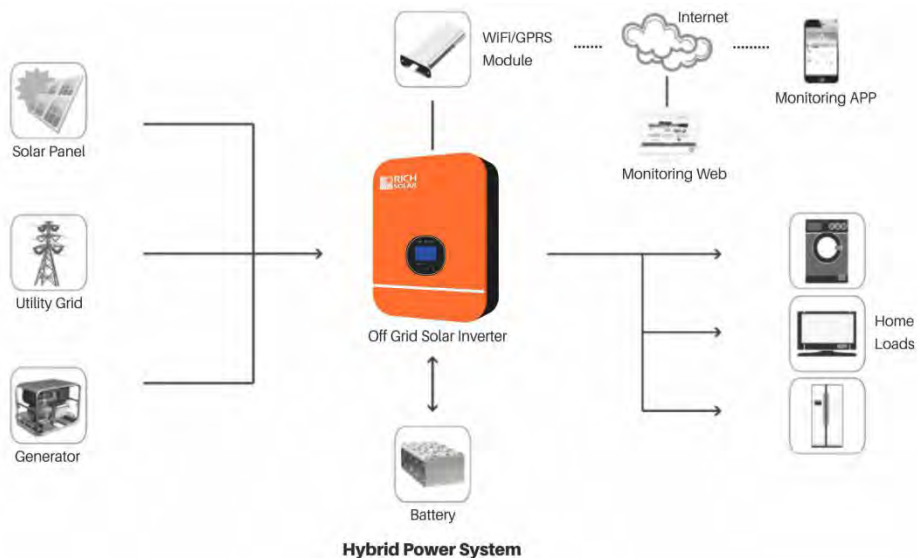 WiFi/GPRS
Module
Internet
Monitoring APP
Solar Panel
Monitoring Web
RICH
SOLAR
Utility Grid
Off Grid Solar Inverter
Home
Loads
Generator
Battery
Hybrid Power System